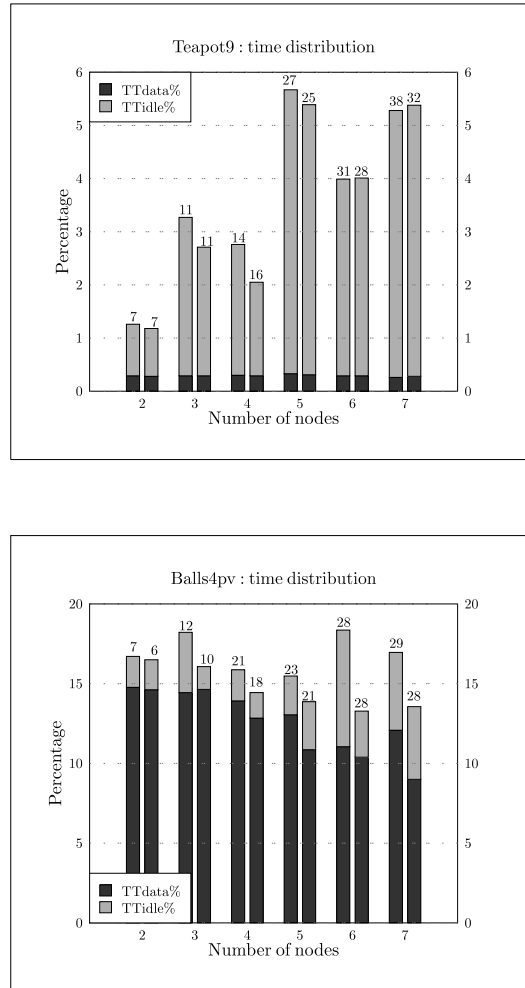 Teapot9 : time distribution
6 6
TTdata%
TTidle%
5 5
4 4
3 3
2 2
1 1
0 0
Percentage
7 7 11 11 14 16 27 25 31 28 38 32
2 3 4 5 6 7
Number of nodes
Balls4pv : time distribution
20 20
15 15
10 10
5 5
0 0
Percentage
7 6 12 10 21 18 23 21 28 28 29 28
TTdata%
TTidle%
2 3 4 5 6 7
Number of nodes